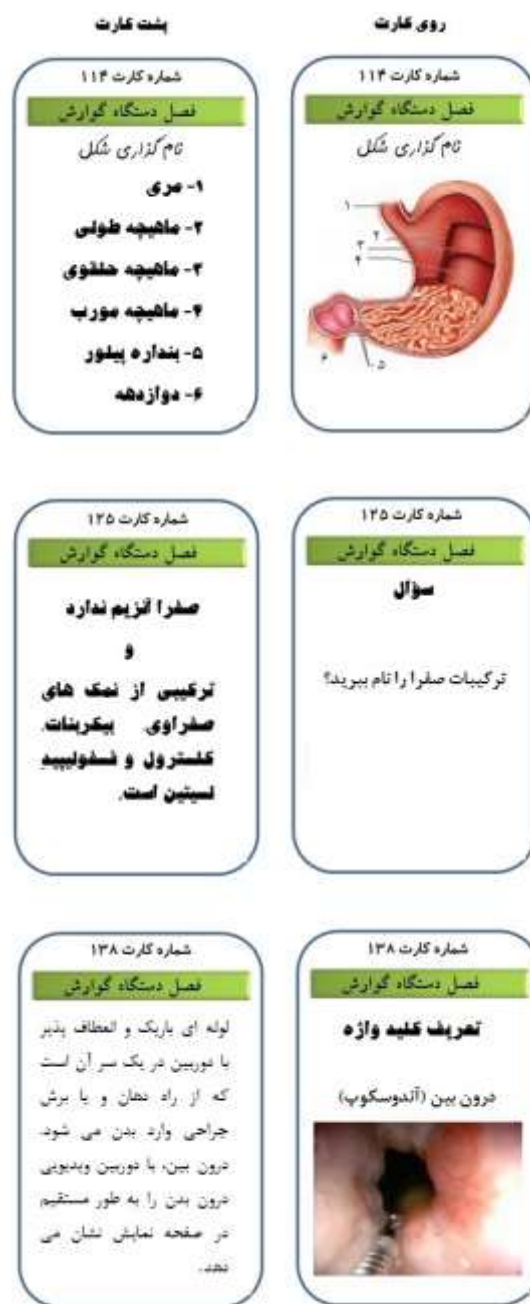 روی کارت
پشت کارت
شماره کارت ۱۱۴
فصل دستگاه گوارش
نام گذاری شکل
۱
۲
۳
۴
۵
۶
شماره کارت ۱۱۴
فصل دستگاه گوارش
نام گذاری شکل
۱- مری
۲- ماهیچه طولی
۳- ماهیچه حلقوی
۴- ماهیچه مورب
۵- بنداره پیلور
۶- دوازدهه
شماره کارت ۱۲۵
فصل دستگاه گوارش
سؤال
ترکیبات صفرا را نام ببرید؟
شماره کارت ۱۲۵
فصل دستگاه گوارش
صفرا آنزیم ندارد
و
ترکیبی از نمک های
صفراوی، بیکربنات،
کلسترول و فسفولیپید
لسیتین است.
شماره کارت ۱۳۸
فصل دستگاه گوارش
تعریف کلید واژه
درون بین (آندوسکوپ)
شماره کارت ۱۳۸
فصل دستگاه گوارش
لوله ای باریک و انعطاف پذیر
با دوربین در یک سر آن است
که از راه دهان و یا برش
جراحی وارد بدن می شود.
درون بین، با دوربین ویدیویی
درون بدن را به طور مستقیم
در صفحه نمایش نشان می
دهد.